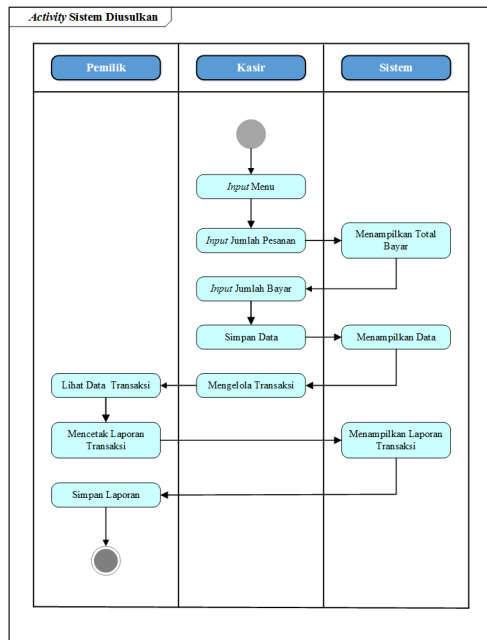 Activity Sistem Diusulkan
Pemilik
Kasir
Sistem
Input Menu
Input Jumlah Pesanan
Menampilkan Total
Bayar
Input Jumlah Bayar
Simpan Data
Menampilkan Data
Lihat Data Transaksi
Mengelola Transaksi
Mencetak Laporan
Transaksi
Menampilkan Laporan
Transaksi
Simpan Laporan